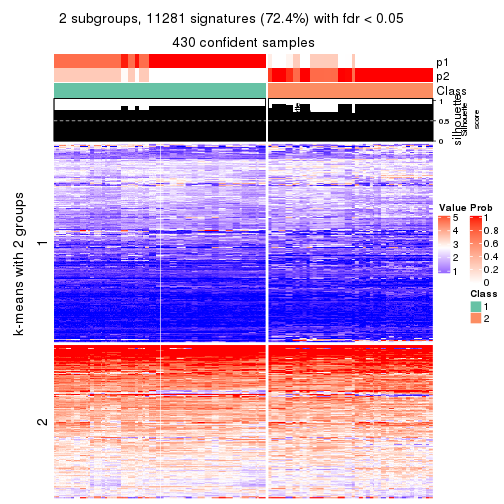 2 subgroups, 11281 signatures (72.4%) with fdr < 0.05
430 confident samples
p1
p2
Class
1
0.5
0
silhouette
Silhouette
score
k-means with 2 groups
1
2
Value
5
4
3
2
1
Prob
1
0.8
0.6
0.4
0.2
0
Class
1
2